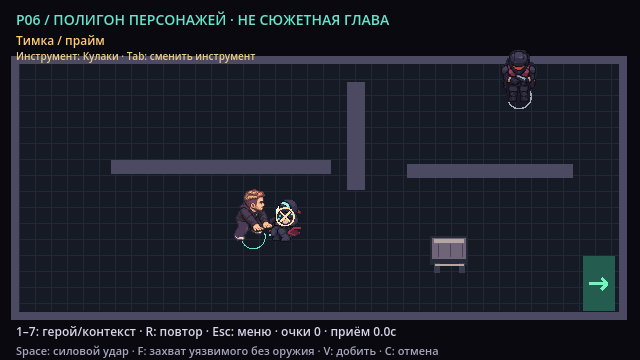 P06 / ПОЛИГОН ПЕРСОНАЖЕЙ · НЕ СЮЖЕТНАЯ ГЛАВА
Тимка / прайм
Инструмент: Кулаки · Tab: сменить инструмент
1–7: герой/контекст · R: повтор · Esc: меню · очки 0 · приём 0.0с
Space: силовой удар · F: захват уязвимого без оружия · V: добить · C: отмена